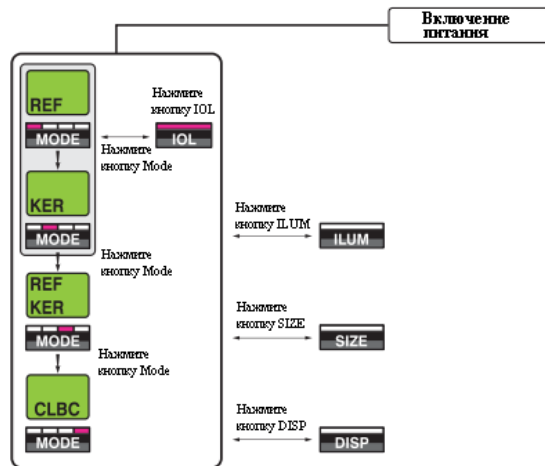 Включение
питания
REF
MODE
Нажмите
кнопку IOL
IOL
Нажмите
кнопку Mode
KER
MODE
Нажмите
кнопку ILUM
ILUM
Нажмите
кнопку Mode
REF
KER
MODE
Нажмите
кнопку SIZE
SIZE
Нажмите
кнопку Mode
CLBC
MODE
Нажмите
кнопку DISP
DISP